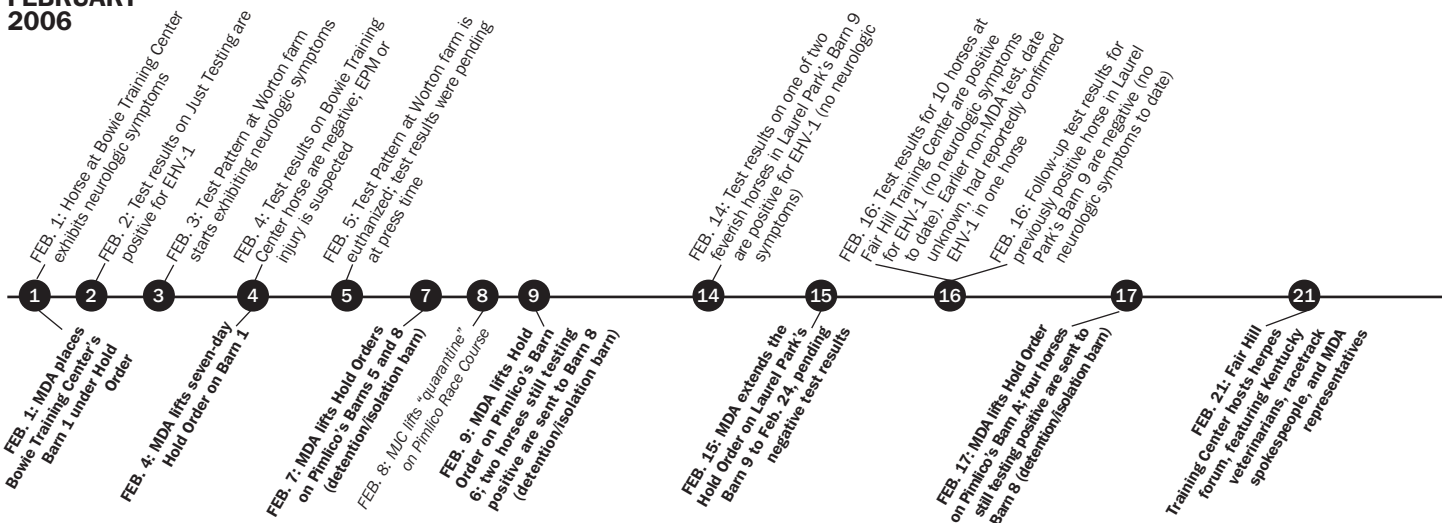 FEBRUARY
2006
FEB. 1: Horse at Bowie Training Center
exhibits neurologic symptoms
FEB. 2: Test results on Just Testing are
positive for EHV-1
FEB. 3: Test Pattern at Worton farm
starts exhibiting neurologic symptoms
FEB. 4: Test results on Bowie Training
Center horse are negative; EPM or
injury is suspected
FEB. 5: Test Pattern at Worton farm is
euthanized; test results were pending
at press time
FEB. 14: Test results on one of two
feverish horses in Laurel Park's Barn 9
are positive for EHV-1 (no neurologic
symptoms)
FEB. 16: Test results for 10 horses at
Fair Hill Training Center are positive
for EHV-1 (no neurologic symptoms
to date). Earlier non-MDA test, date
unknown, had reportedly confirmed
EHV-1 in one horse
FEB. 16: Follow-up test results for
previously positive horse in Laurel
Park's Barn 9 are negative (no
neurologic symptoms to date)
1
2
3
4
5
7
8
9
14
15
16
17
21
FEB. 1: MDA places
Bowie Training Center's
Barn 1 under Hold
Order
FEB. 4: MDA lifts seven-day
Hold Order on Barn 1
FEB. 7: MDA lifts Hold Orders
on Pimlico's Barns 5 and 8
(detention/isolation barn)
FEB. 8: MJC lifts "quarantine"
on Pimlico Race Course
FEB. 9: MDA lifts Hold
Order on Pimlico's Barn
6; two horses still testing
positive are sent to Barn 8
(detention/isolation barn)
FEB. 15: MDA extends the
Hold Order on Laurel Park's
Barn 9 to Feb. 24, pending
negative test results
FEB. 17: MDA lifts Hold Order
on Pimlico's Barn A; four horses
still testing positive are sent to
Barn 8 (detention/isolation barn)
FEB. 21: Fair Hill
Training Center hosts herpes
forum, featuring Kentucky
veterinarians, racetrack
spokespeople, and MDA
representatives